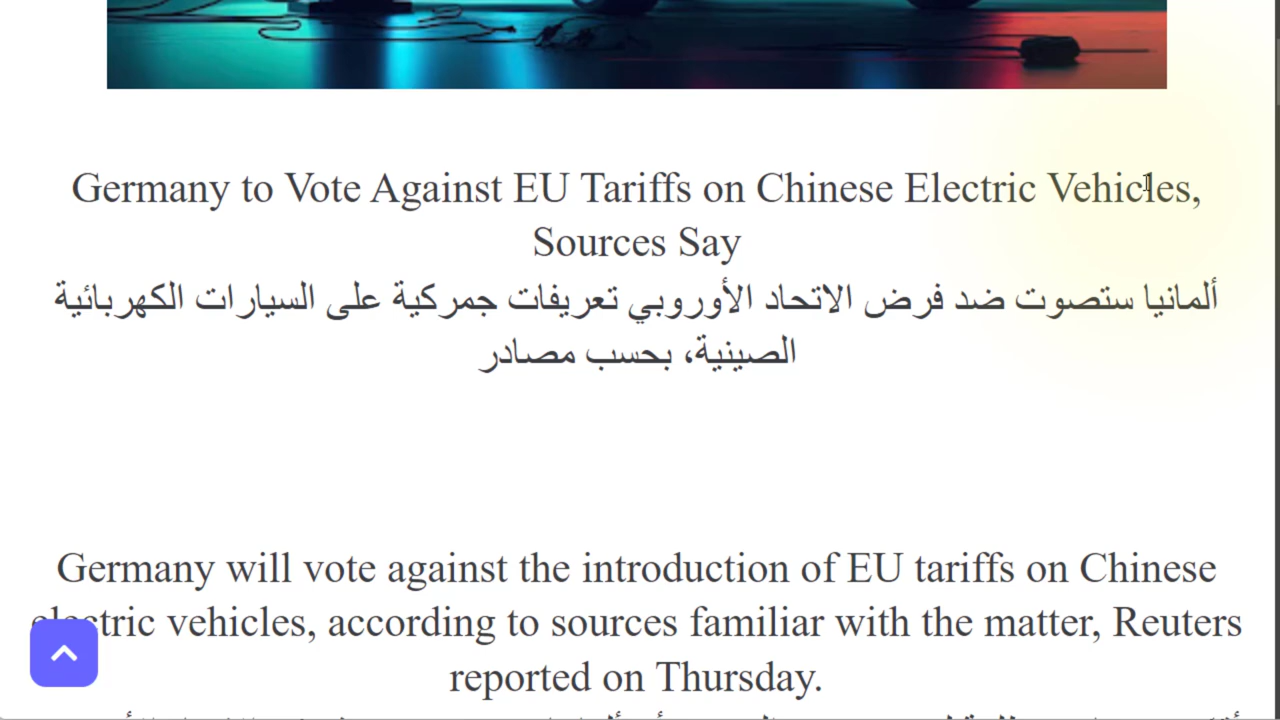 Germany to Vote Against EU Tariffs on Chinese Electric Vehicles,
Sources Say
ألمانيا ستصوت ضد فرض الاتحاد الأوروبي تعريفات جمركية على السيارات الكهربائية
الصينية، بحسب مصادر
Germany will vote against the introduction of EU tariffs on Chinese
electric vehicles, according to sources familiar with the matter, Reuters
reported on Thursday.